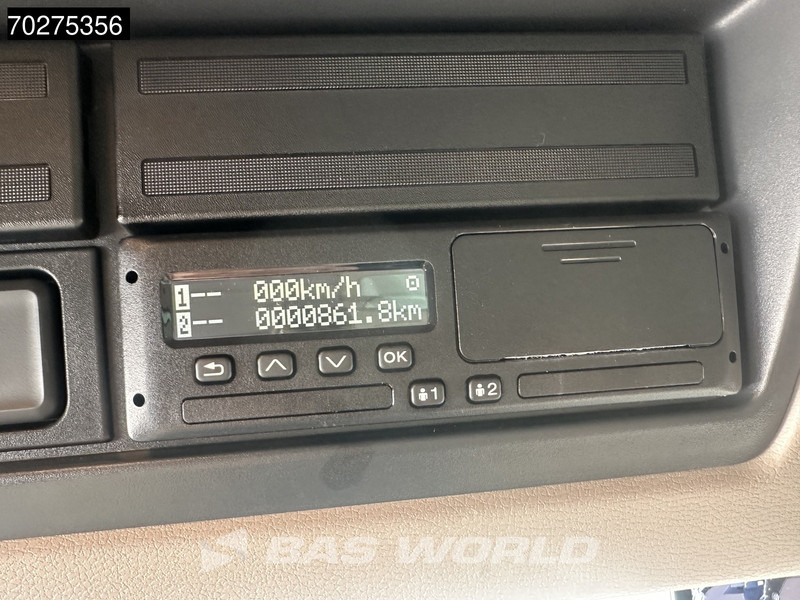 70275356
1-- 000km/h
2-- 0000861.8km
OK
1
2
BAS WORLD